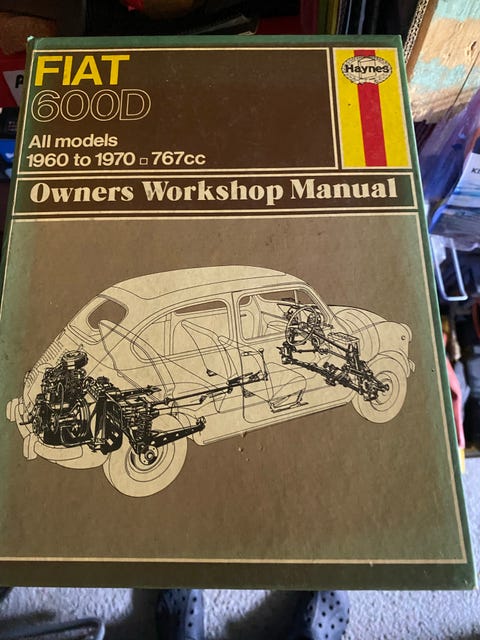 FIAT
600D
Haynes
All models
1960 to 1970 □ 767cc
Owners Workshop Manual